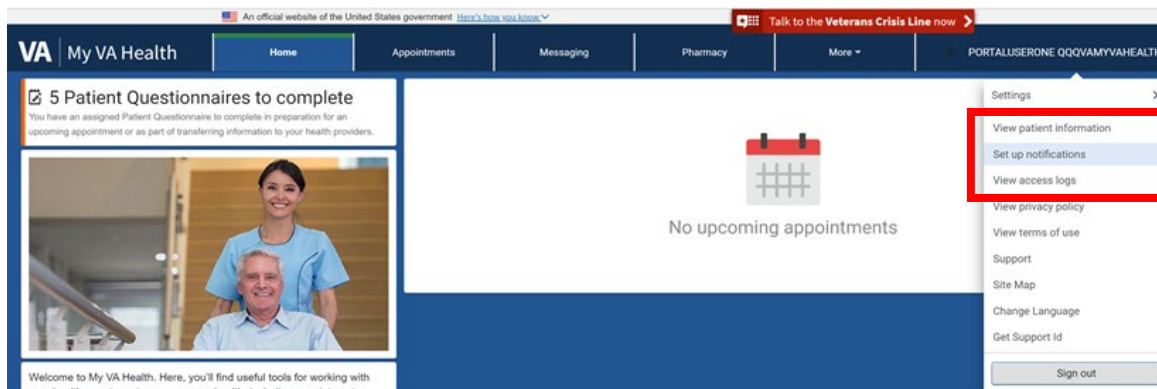 An official website of the United States government Here's how you know
Talk to the Veterans Crisis Line now
VA My VA Health
Home
Appointments
Messaging
Pharmacy
More
PORTALUSERONE QQQVAMYVAHEALTH
5 Patient Questionnaires to complete
You have an assigned Patient Questionnaire to complete in preparation for an
upcoming appointment or as part of transferring information to your health providers.
No upcoming appointments
Settings
View patient information
Set up notifications
View access logs
View privacy policy
View terms of use
Support
Site Map
Change Language
Get Support Id
Sign out
Welcome to My VA Health. Here, you'll find useful tools for working with